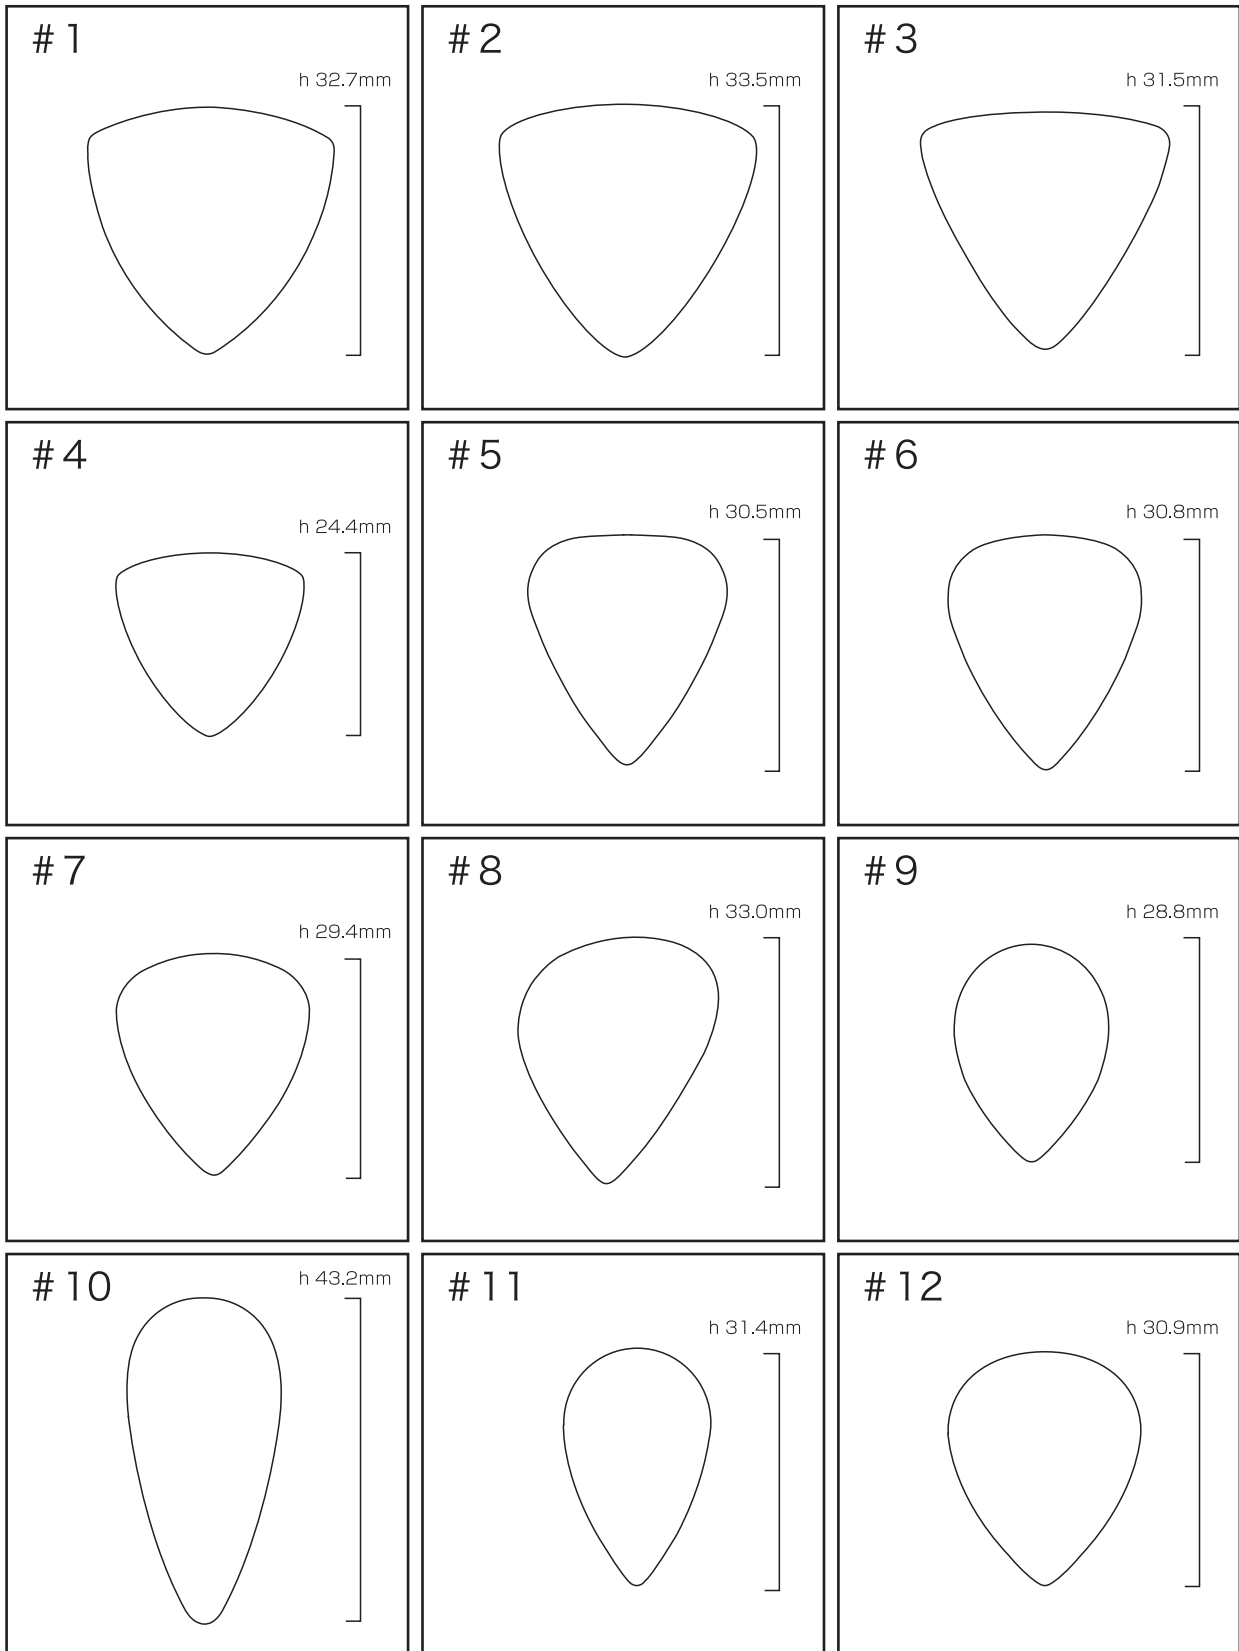 #1
h 32.7mm
#2
h 33.5mm
#3
h 31.5mm
#4
h 24.4mm
#5
h 30.5mm
#6
h 30.8mm
#7
h 29.4mm
#8
h 33.0mm
#9
h 28.8mm
#10
h 43.2mm
#11
h 31.4mm
#12
h 30.9mm